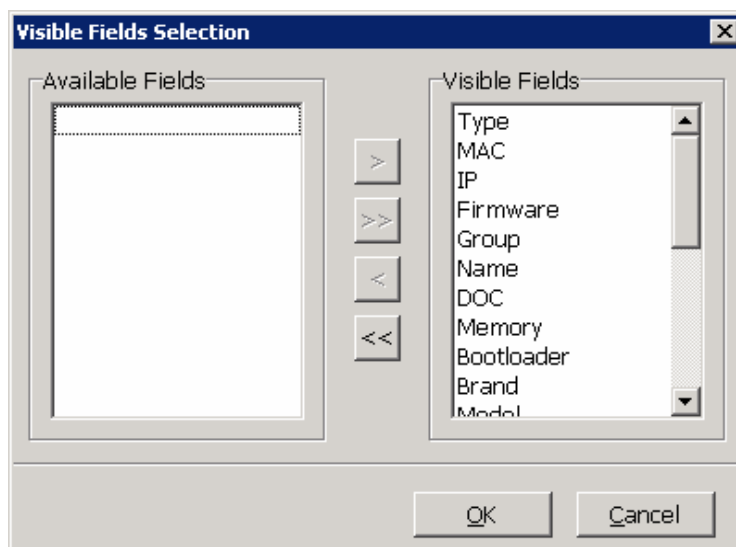 Visible Fields Selection
Available Fields
Visible Fields
>
>>
<
<<
Type
MAC
IP
Firmware
Group
Name
DOC
Memory
Bootloader
Brand
Model
OK
Cancel